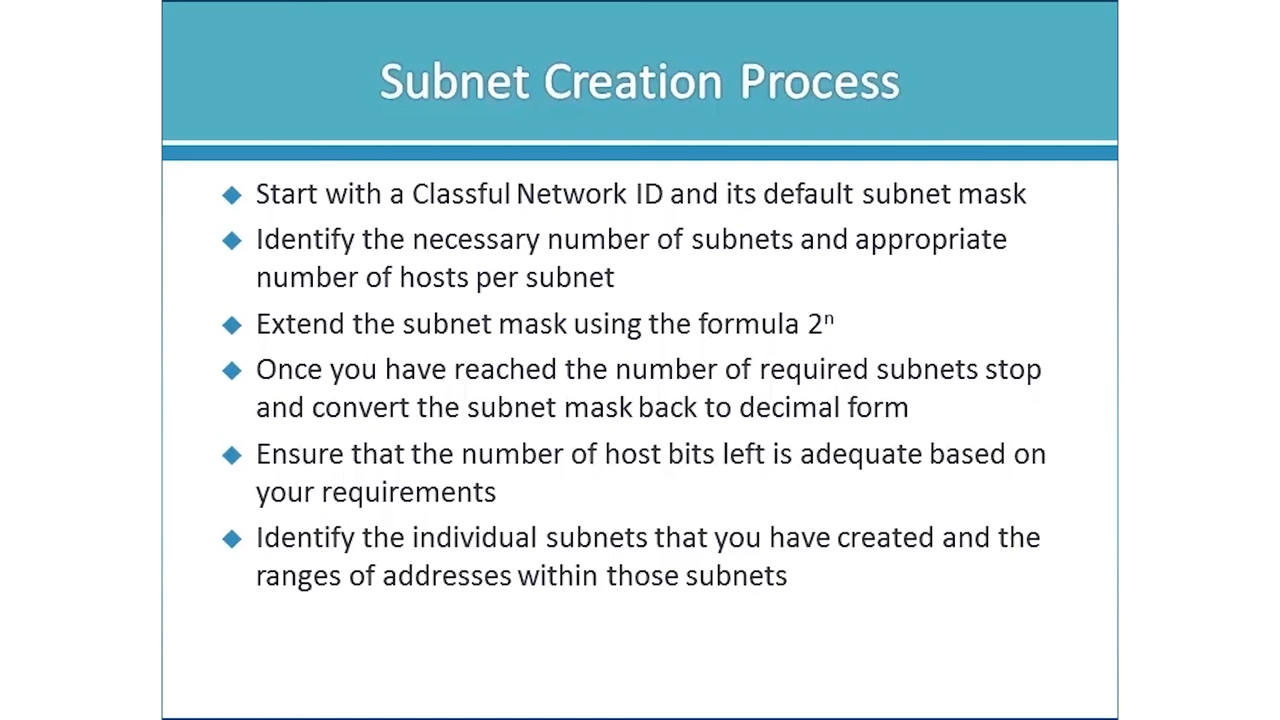 Subnet Creation Process
Start with a Classful Network ID and its default subnet mask
Identify the necessary number of subnets and appropriate
number of hosts per subnet
Extend the subnet mask using the formula 2ⁿ
Once you have reached the number of required subnets stop
and convert the subnet mask back to decimal form
Ensure that the number of host bits left is adequate based on
your requirements
Identify the individual subnets that you have created and the
ranges of addresses within those subnets